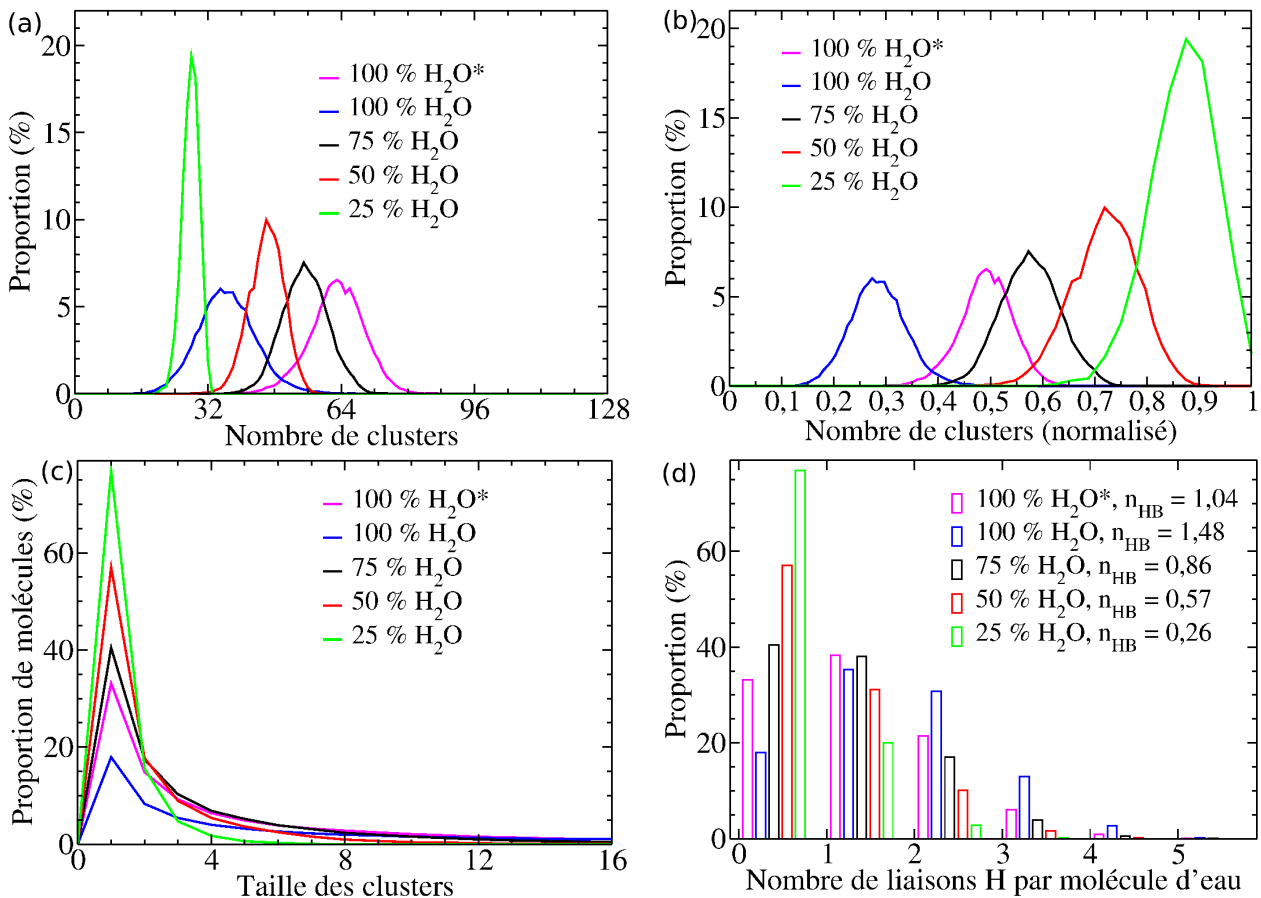 (a)
Proportion (%)
20
15
10
5
0
100 % H2O*
100 % H2O
75 % H2O
50 % H2O
25 % H2O
0 32 64 96 128
Nombre de clusters
(b)
Proportion (%)
20
15
10
5
0
100 % H2O*
100 % H2O
75 % H2O
50 % H2O
25 % H2O
0 0,1 0,2 0,3 0,4 0,5 0,6 0,7 0,8 0,9 1
Nombre de clusters (normalisé)
(c)
Proportion de molécules (%)
60
40
20
0
100 % H2O*
100 % H2O
75 % H2O
50 % H2O
25 % H2O
0 4 8 12 16
Taille des clusters
(d)
Proportion (%)
60
40
20
0
100 % H2O*, nHB = 1,04
100 % H2O, nHB = 1,48
75 % H2O, nHB = 0,86
50 % H2O, nHB = 0,57
25 % H2O, nHB = 0,26
0 1 2 3 4 5
Nombre de liaisons H par molécule d'eau